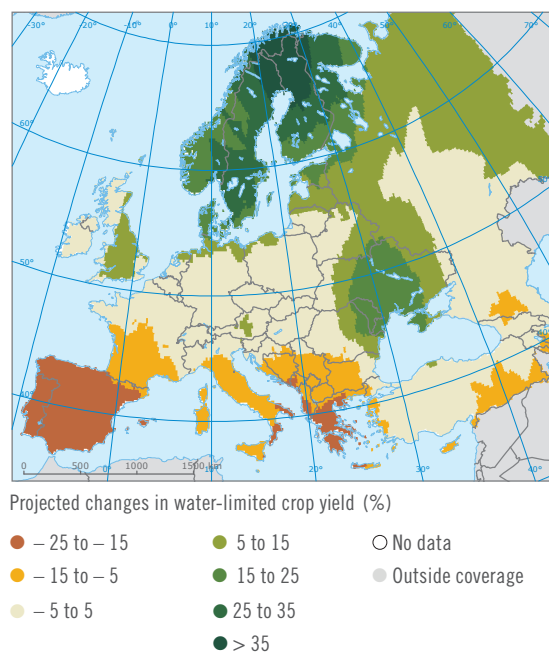 -30° -20° -10° 0° 10° 20° 30° 40° 50° 60° 70°
60°
50°
40°
0 500 1000 1500 km
0° 10° 20° 30° 40°
Projected changes in water-limited crop yield (%)
– 25 to – 15 5 to 15 No data
– 15 to – 5 15 to 25 Outside coverage
– 5 to 5 25 to 35
> 35